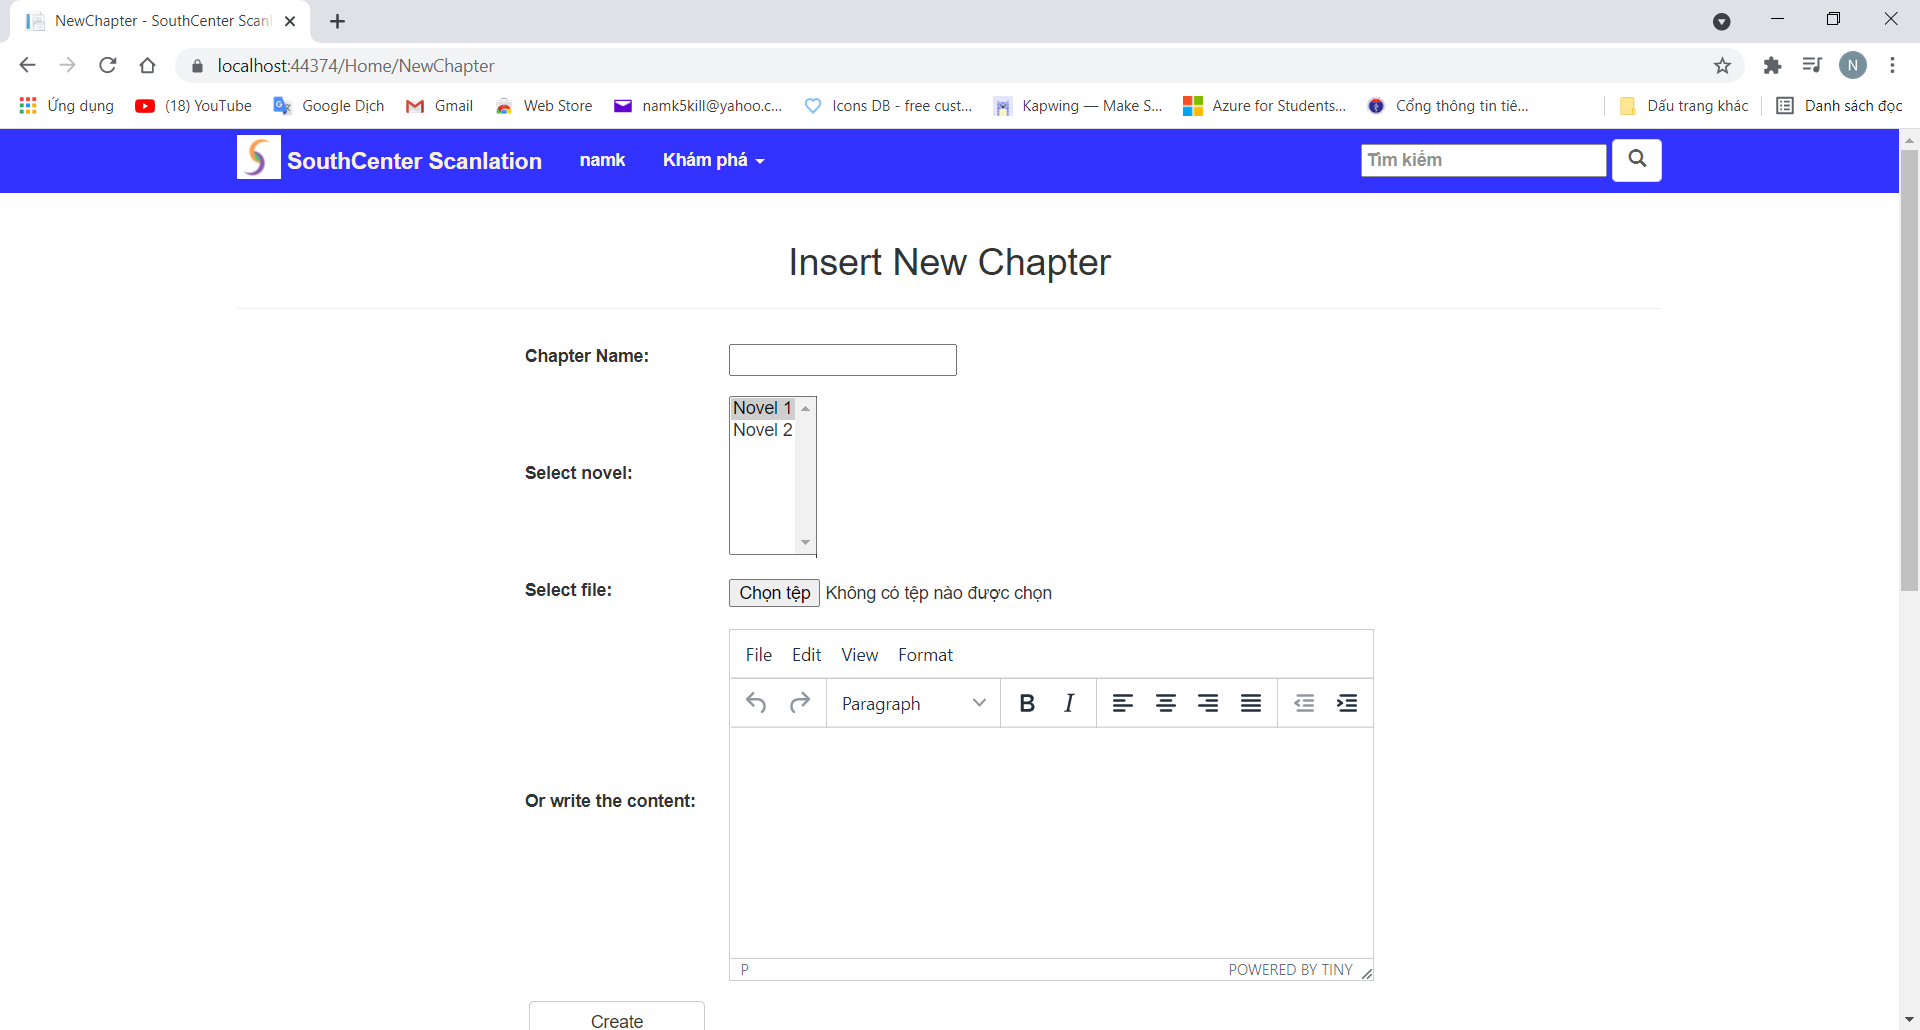 NewChapter - SouthCenter Scanl
localhost:44374/Home/NewChapter
N
Ứng dụng
(18) YouTube
Google Dịch
Gmail
Web Store
namk5kill@yahoo.c...
Icons DB - free cust...
Kapwing — Make S...
Azure for Students...
Cổng thông tin tiê...
Dấu trang khác
Danh sách đọc
SouthCenter Scanlation
namk
Khám phá
Tìm kiếm
Insert New Chapter
Chapter Name:
Select novel:
Novel 1
Novel 2
Select file:
Chọn tệp Không có tệp nào được chọn
File Edit View Format
Paragraph B I
Or write the content:
P
POWERED BY TINY
Create